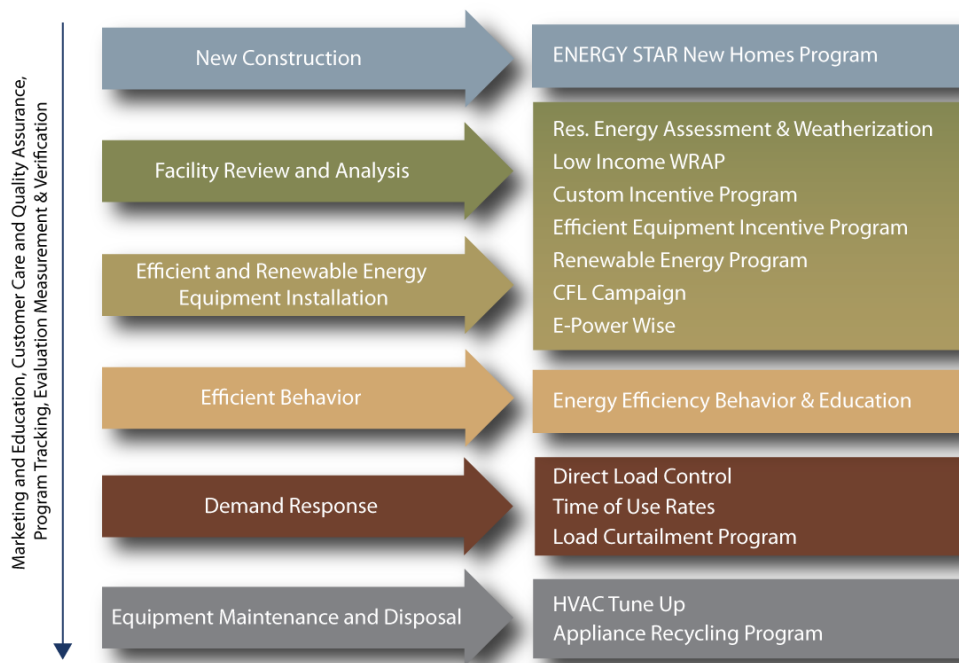 Marketing and Education, Customer Care and Quality Assurance,
Program Tracking, Evaluation Measurement & Verification
New Construction
ENERGY STAR New Homes Program
Facility Review and Analysis
Efficient and Renewable Energy
Equipment Installation
Res. Energy Assessment & Weatherization
Low Income WRAP
Custom Incentive Program
Efficient Equipment Incentive Program
Renewable Energy Program
CFL Campaign
E-Power Wise
Efficient Behavior
Energy Efficiency Behavior & Education
Demand Response
Direct Load Control
Time of Use Rates
Load Curtailment Program
Equipment Maintenance and Disposal
HVAC Tune Up
Appliance Recycling Program